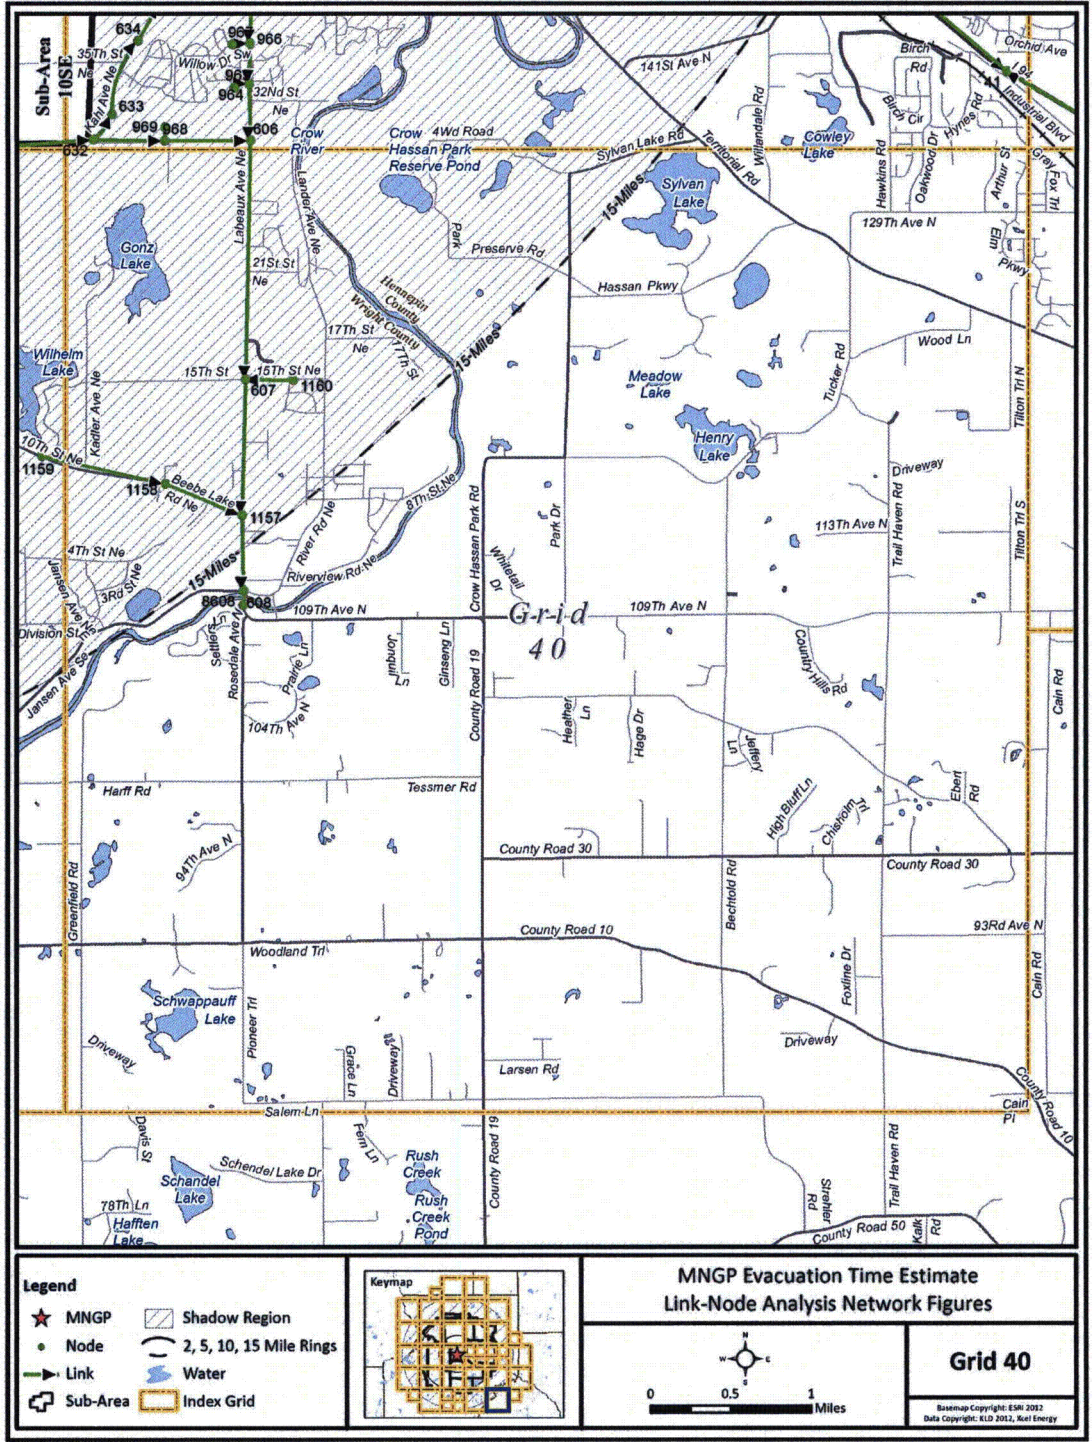 Sub-Area
10SE
634
35Th St
Ne
Kahl Ave Ne
633
632
969
968
Willow Dr
Sw
966
964
32Nd St
Ne
606
Crow
River
Crow
Hassan Park
Reserve Pond
4Wd Road
141St Ave N
Sylvan Lake Rd
Territorial Rd
Willandale Rd
Cowley
Lake
Birch
Rd
Birch Cir
Hynes Rd
Oakwood Dr
Hawkins Rd
Arthur St
Orchid Ave
I 94
Industrial Blvd
Gray
Fox Trl
129Th Ave N
Elm
Pkwy
Sylvan
Lake
15-Miles
Labeaux Ave Ne
Lander Ave Ne
Gonz
Lake
21St St
Ne
Park
Preserve Rd
Hassan Pkwy
Hennepin
County
Wright County
17Th St
Ne
17Th St
15-Miles
Wood Ln
Wilhelm
Lake
15Th St
15Th St Ne
607
1160
Kadler Ave Ne
Meadow
Lake
Tucker Rd
Tilton Trl N
Henry
Lake
10Th St Ne
1159
1158
Beebe Lake
Rd Ne
1157
8Th St Ne
River Rd Ne
Driveway
Crow Hassan Park Rd
Park Dr
113Th Ave N
Trail Haven Rd
Tilton Trl S
4Th St Ne
3Rd St Ne
Jansen Ave Ne
15-Miles
Riverview Rd Ne
Whitetail
Dr
8608
608
109Th Ave N
Grid
40
109Th Ave N
Division St
Jansen Ave Se
Settlers
Ln
Rosedale Ave N
Prairie Ln
Jonquil
Ln
Ginseng Ln
County Road 19
Country
Hills Rd
Cain Rd
104Th Ave N
Heather
Ln
Hage Dr
Jeffery
Ln
Harff Rd
Tessmer Rd
High Bluff Ln
Chisholm
Trl
Ebert
Rd
94Th Ave N
County Road 30
County Road 30
Greenfield Rd
Bechtold Rd
93Rd Ave N
County Road 10
Woodland Trl
Foxline Dr
Cain Rd
Schwappauff
Lake
Pioneer Trl
Driveway
Driveway
Grace Ln
Driveway
Larsen Rd
County Road 10
Cain
Pl
Salem Ln
Davis St
Fern Ln
County Road 19
Trail Haven Rd
Schendel Lake Dr
Schandel
Lake
Rush
Creek
Rush
Creek
Pond
Strehler
Rd
78Th Ln
Hafften
Lake
County Road 50
Kalk
Rd
Legend
MNGP
Node
Link
Sub-Area
Shadow Region
2, 5, 10, 15 Mile Rings
Water
Index Grid
Keymap
MNGP Evacuation Time Estimate
Link-Node Analysis Network Figures
N
W E
S
0 0.5 1
Miles
Grid 40
Basemap Copyright: ESRI 2012
Data Copyright: KLD 2012, Xcel Energy